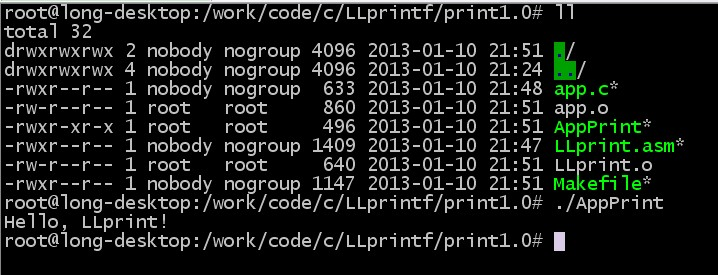 root@long-desktop:/work/code/c/LLprintf/print1.0# ll
total 32
drwxrwxrwx 2 nobody nogroup 4096 2013-01-10 21:51 ./
drwxrwxrwx 4 nobody nogroup 4096 2013-01-10 21:24 ../
-rwxr--r-- 1 nobody nogroup  633 2013-01-10 21:48 app.c*
-rw-r--r-- 1 root   root     860 2013-01-10 21:51 app.o
-rwxr-xr-x 1 root   root     496 2013-01-10 21:51 AppPrint*
-rwxr--r-- 1 nobody nogroup 1409 2013-01-10 21:47 LLprint.asm*
-rw-r--r-- 1 root   root     640 2013-01-10 21:51 LLprint.o
-rwxr--r-- 1 nobody nogroup 1147 2013-01-10 21:51 Makefile*
root@long-desktop:/work/code/c/LLprintf/print1.0# ./AppPrint
Hello, LLprint!
root@long-desktop:/work/code/c/LLprintf/print1.0#